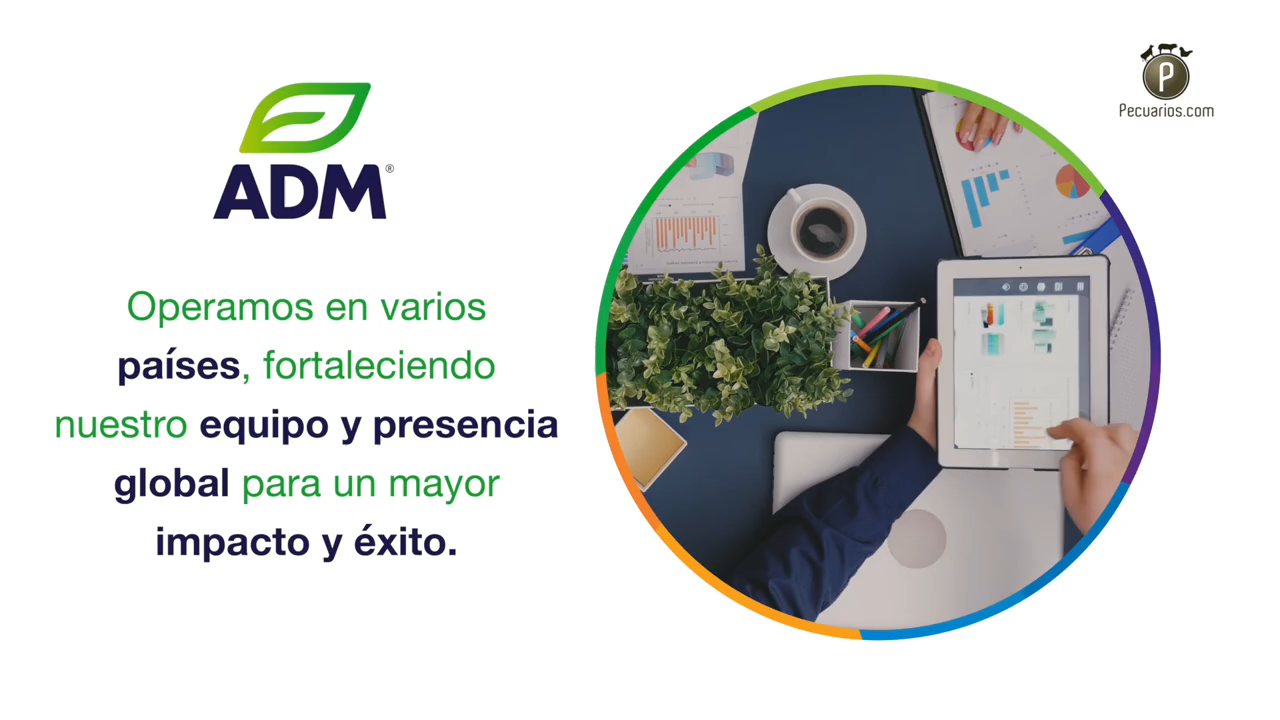 ADM®
Operamos en varios
países, fortaleciendo
nuestro equipo y presencia
global para un mayor
impacto y éxito.
P
Pecuarios.com